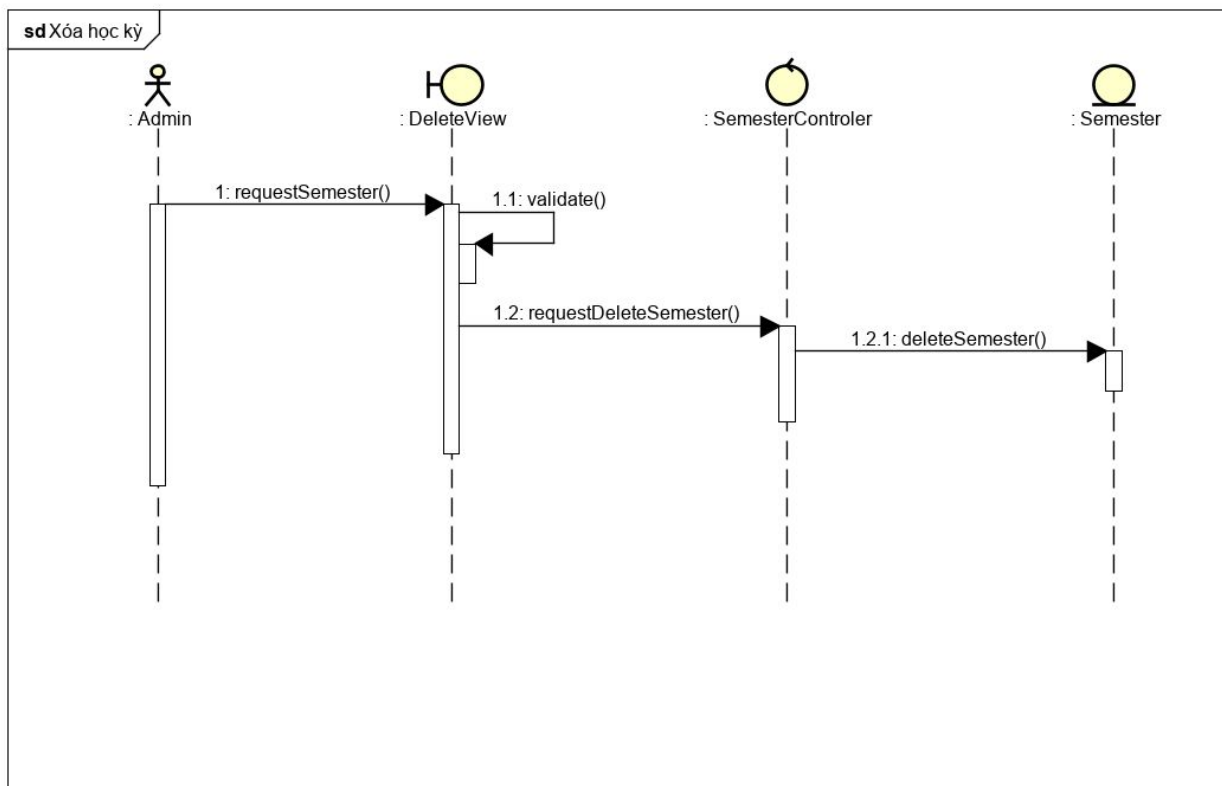 sd Xóa học kỳ
: Admin
: DeleteView
: SemesterControler
: Semester
1: requestSemester()
1.1: validate()
1.2: requestDeleteSemester()
1.2.1: deleteSemester()